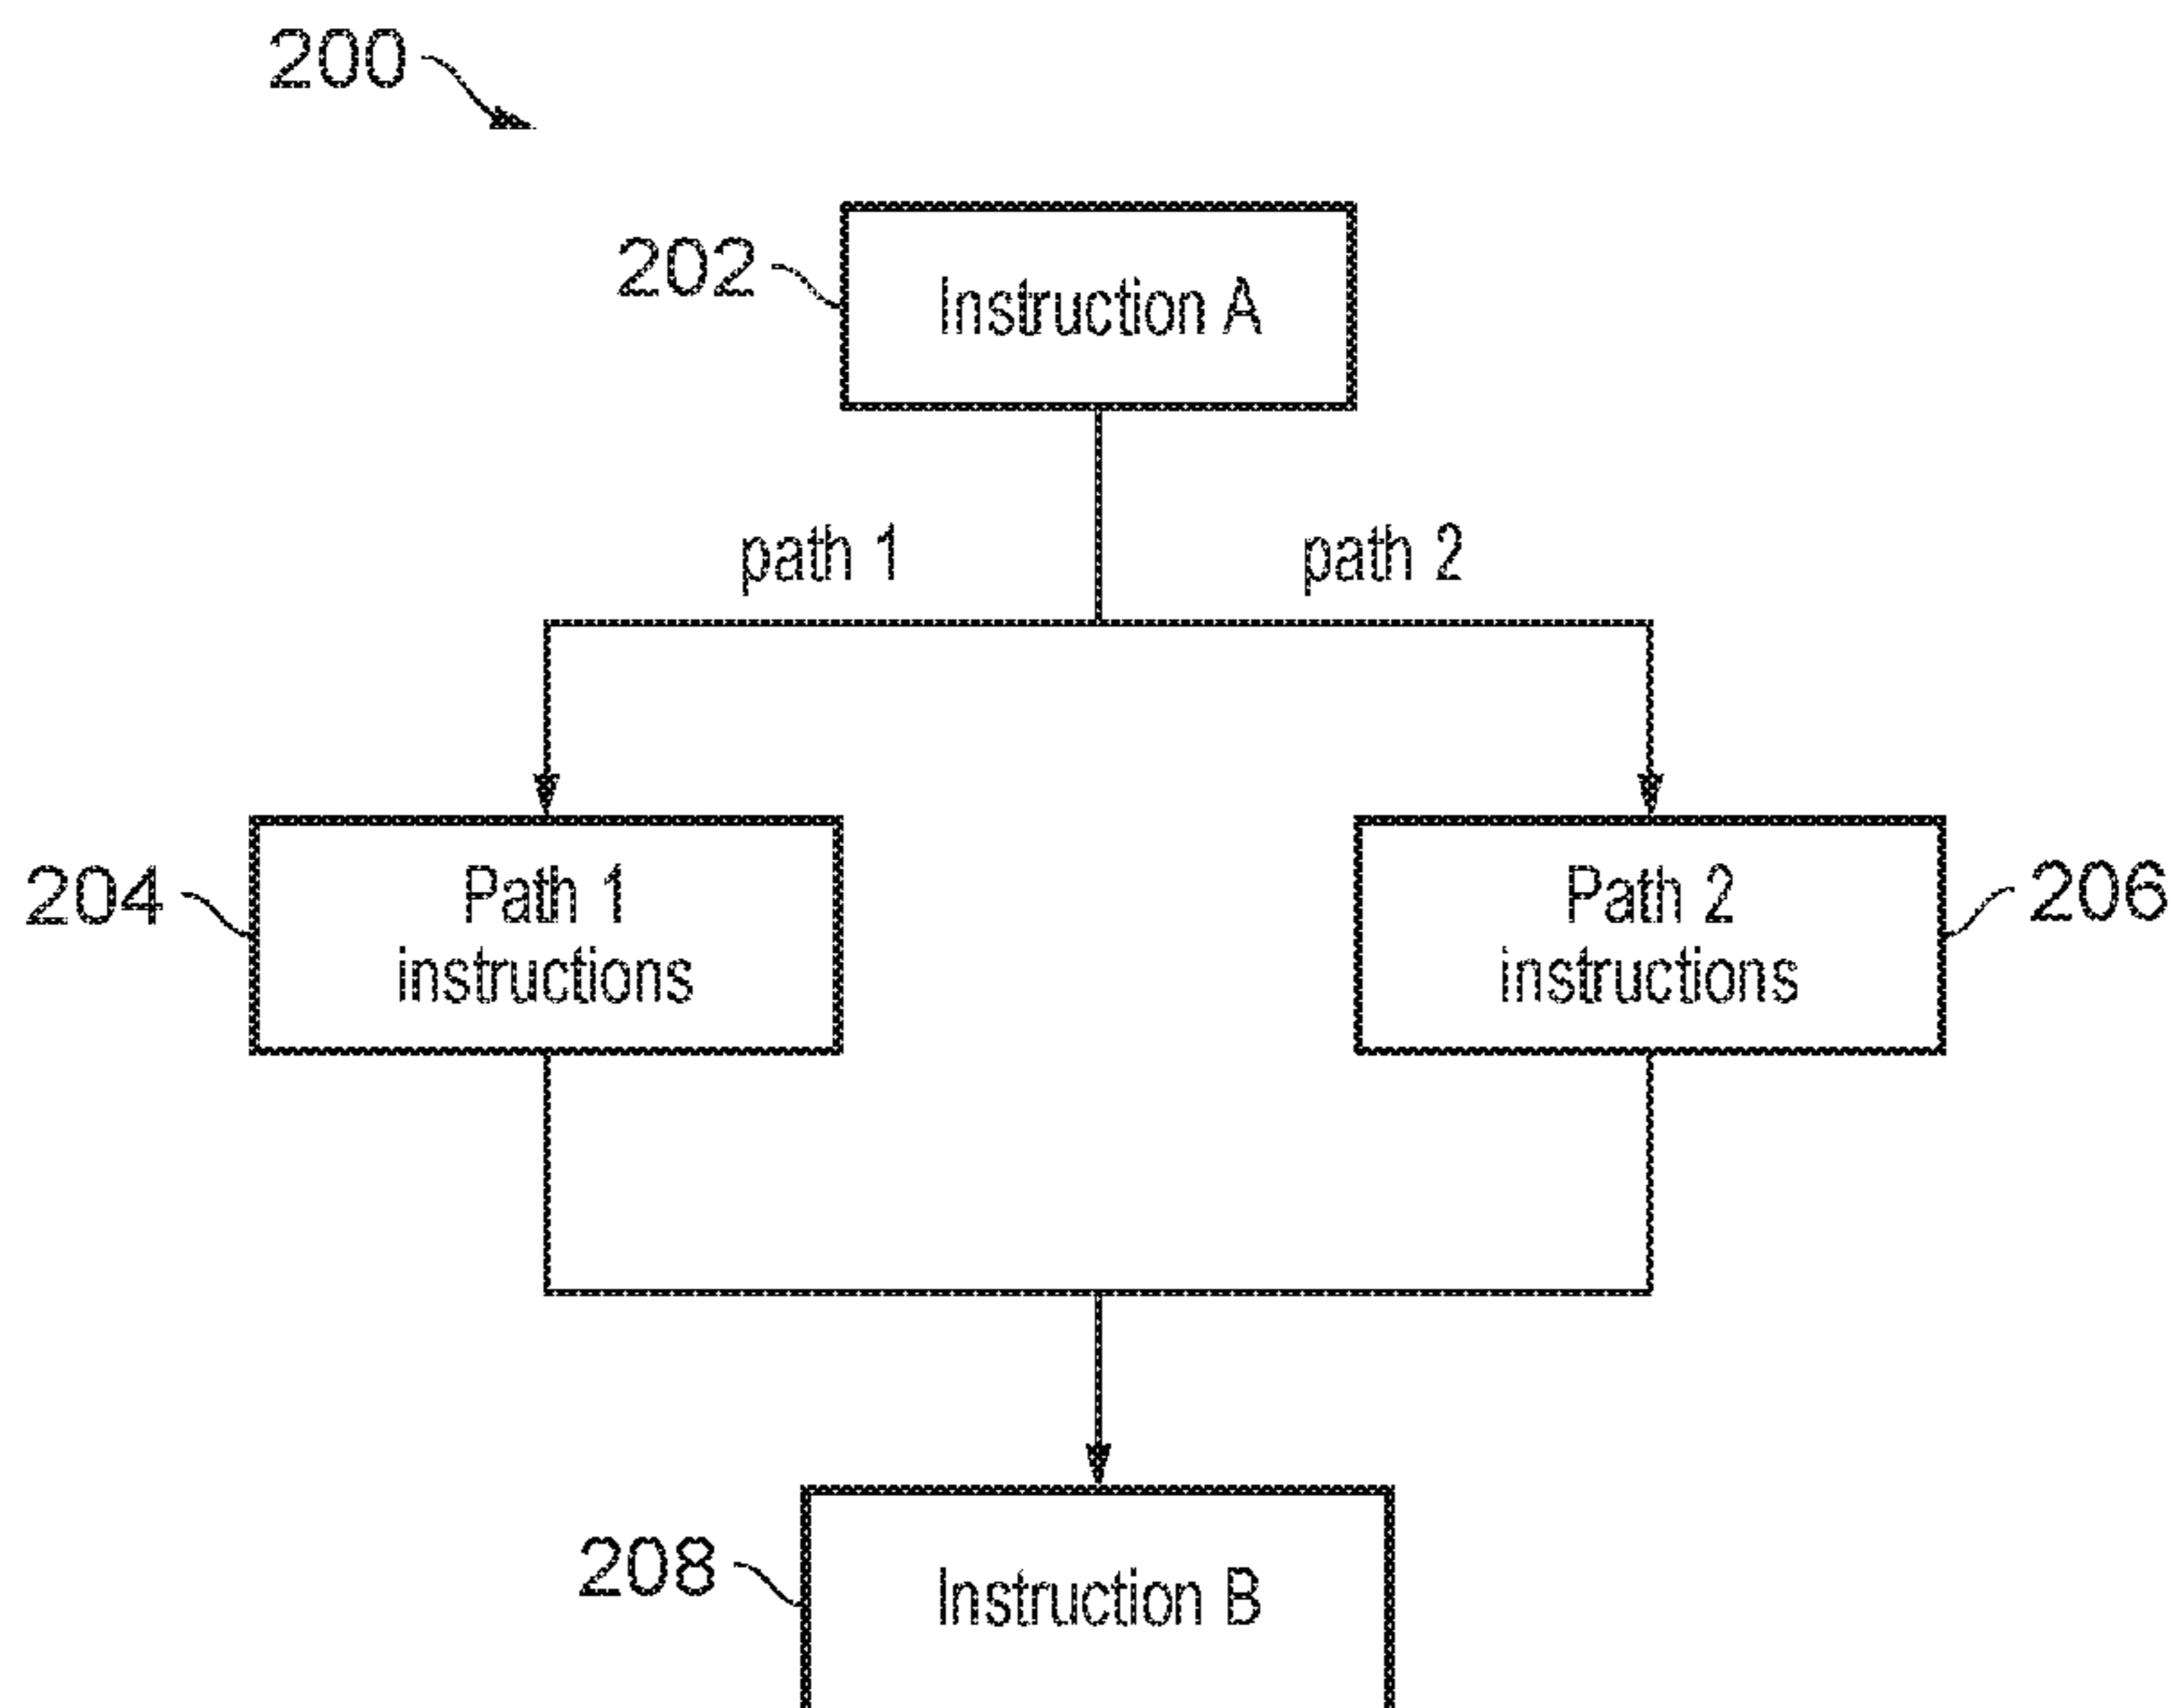 200
202
Instruction A
path 1
path 2
204
Path 1
instructions
Path 2
instructions
206
208
Instruction B